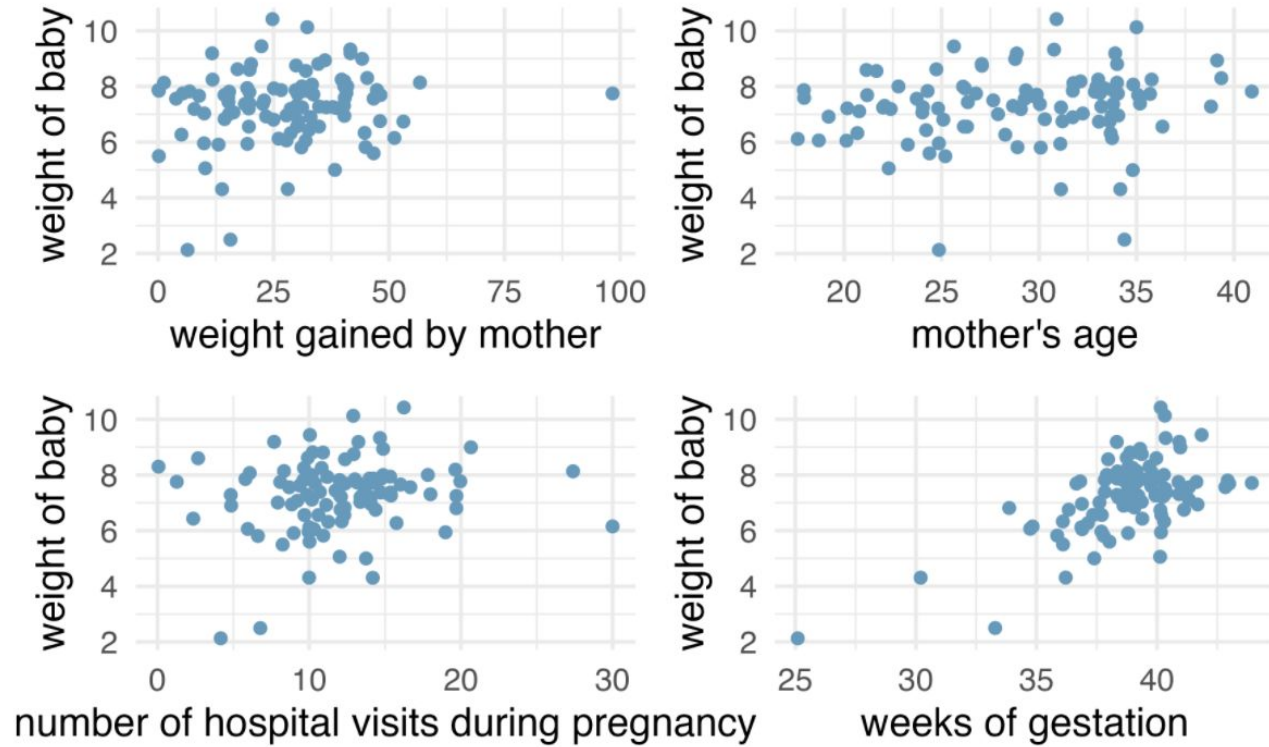 weight of baby
10
8
6
4
2
0 25 50 75 100
weight gained by mother
weight of baby
10
8
6
4
2
20 25 30 35 40
mother's age
weight of baby
10
8
6
4
2
0 10 20 30
number of hospital visits during pregnancy
weight of baby
10
8
6
4
2
25 30 35 40
weeks of gestation